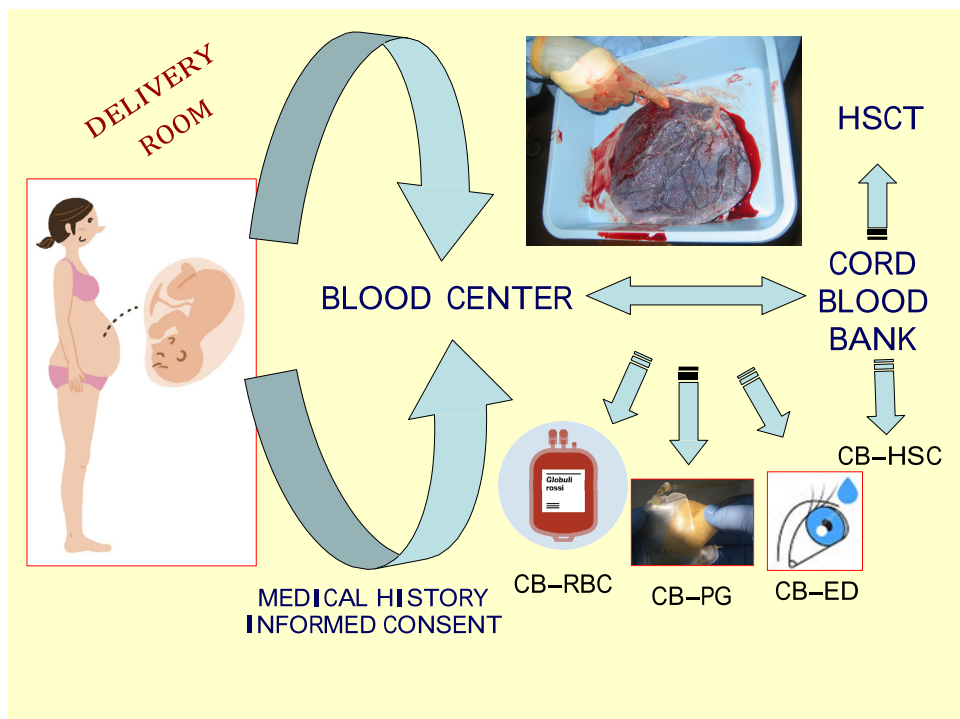 DELIVERY
ROOM
HSCT
BLOOD CENTER
CORD
BLOOD
BANK
CB–HSC
Globuli
rossi
CB–RBC
CB–PG
CB–ED
MEDICAL HISTORY
INFORMED CONSENT